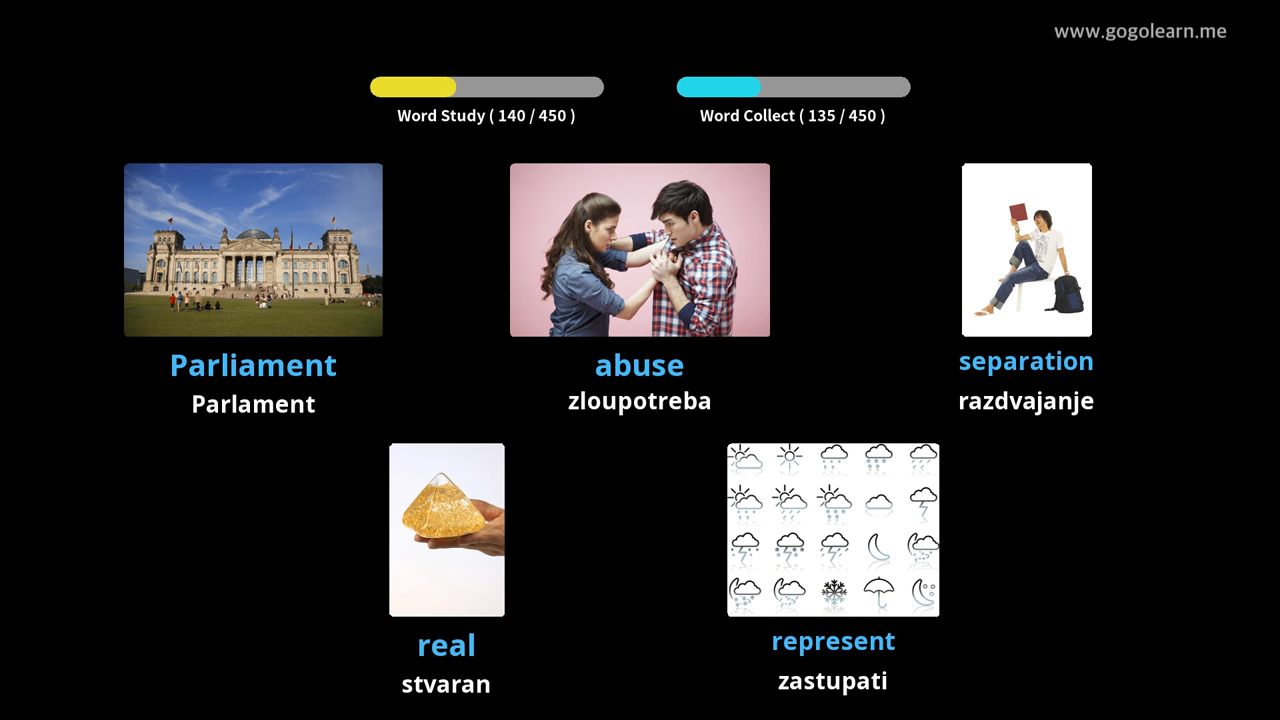 www.gogolearn.me
Word Study ( 140 / 450 )
Word Collect ( 135 / 450 )
Parliament
Parlament
abuse
zloupotreba
separation
razdvajanje
real
stvaran
represent
zastupati